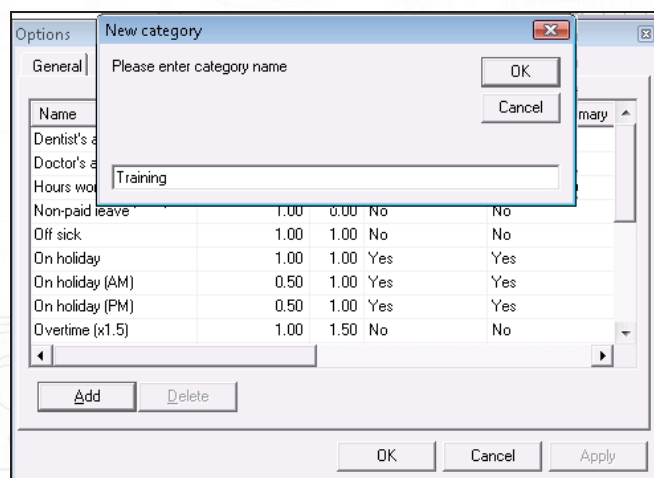 Options
New category
General
Please enter category name
OK
Cancel
Name
mary
Dentist's a
Doctor's a
Hours wor
Training
Non-paid leave 1.00 0.00 No No
Off sick 1.00 1.00 No No
On holiday 1.00 1.00 Yes Yes
On holiday (AM) 0.50 1.00 Yes Yes
On holiday (PM) 0.50 1.00 Yes Yes
Overtime (x1.5) 1.00 1.50 No No
Add Delete
OK Cancel Apply